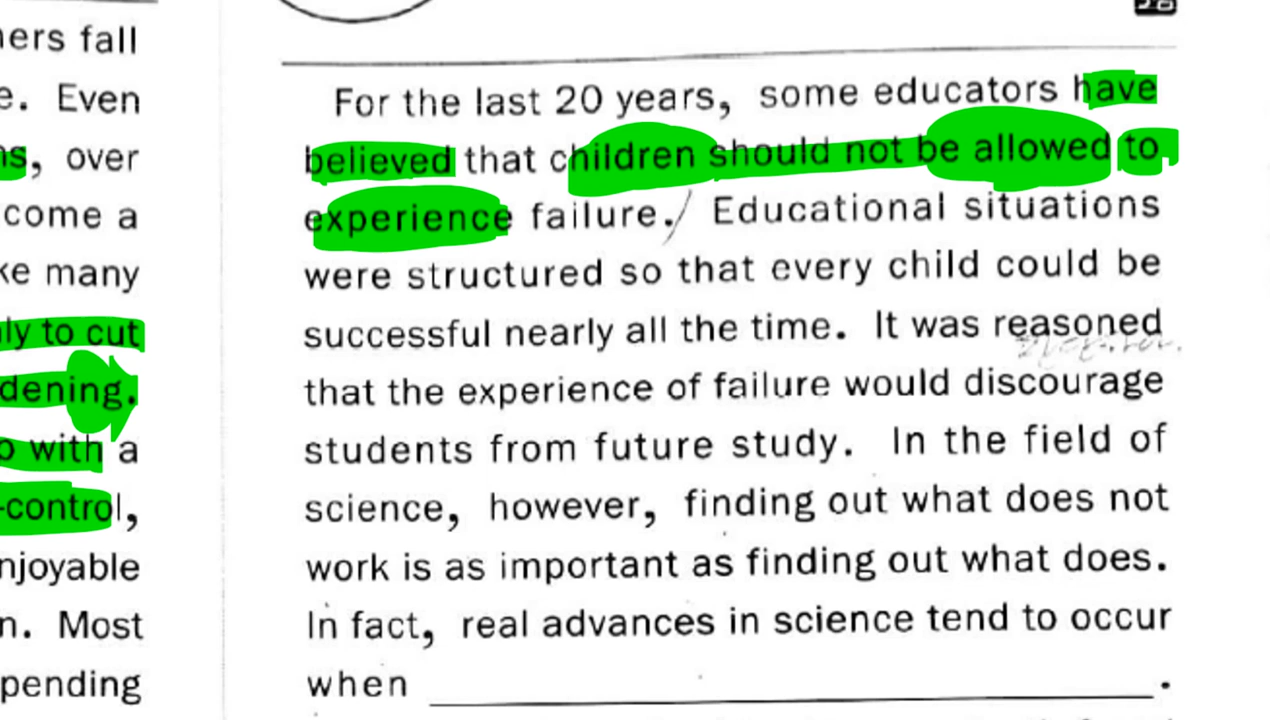 ers fall
e. Even
s, over
come a
ke many
ly to cut
dening.
with a
-control,
njoyable
n. Most
pending
For the last 20 years, some educators have
believed that children should not be allowed to
experience failure./ Educational situations
were structured so that every child could be
successful nearly all the time. It was reasoned
that the experience of failure would discourage
students from future study. In the field of
science, however, finding out what does not
work is as important as finding out what does.
In fact, real advances in science tend to occur
when ____________________.